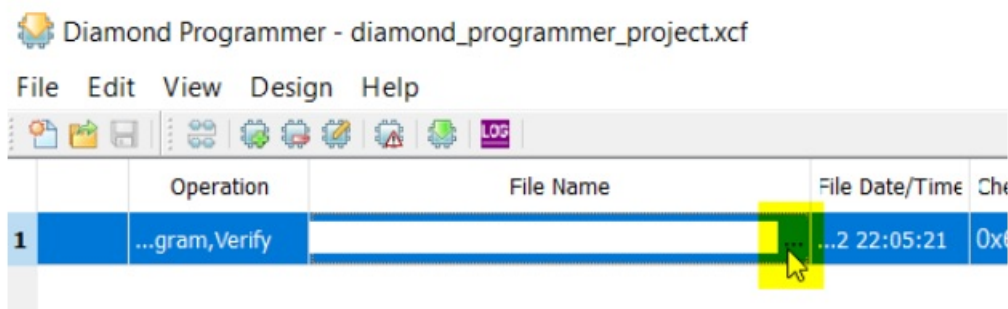 Diamond Programmer - diamond_programmer_project.xcf
File Edit View Design Help
LOG
Operation File Name File Date/Time Che
1 ...gram,Verify ... ...2 22:05:21 0x6